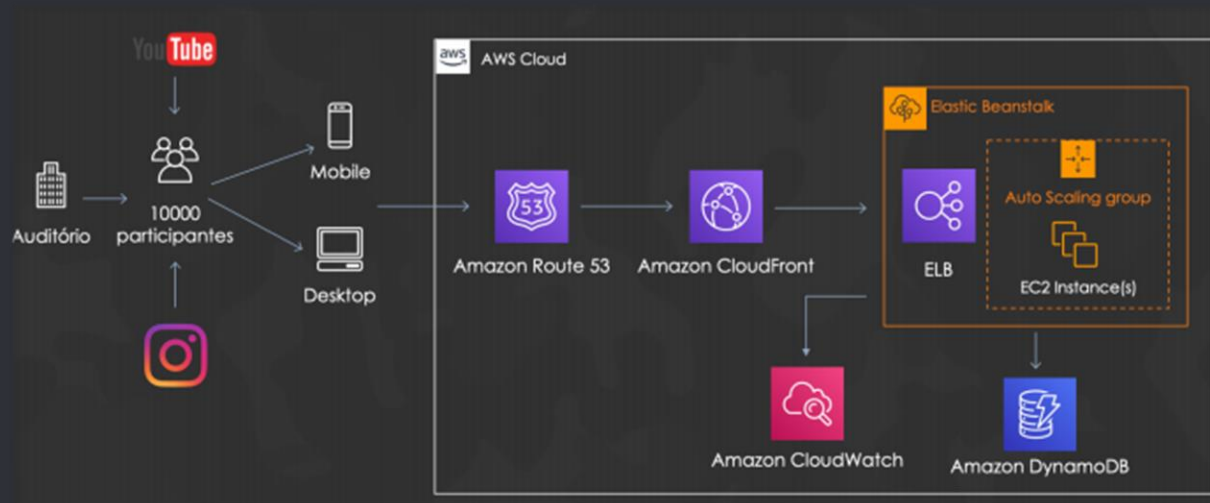 YouTube
aws
AWS Cloud
Elastic Beanstalk
Mobile
Auto Scaling group
53
10000
participantes
Auditório
Amazon Route 53
Amazon CloudFront
ELB
EC2 Instance(s)
Desktop
Amazon CloudWatch
Amazon DynamoDB